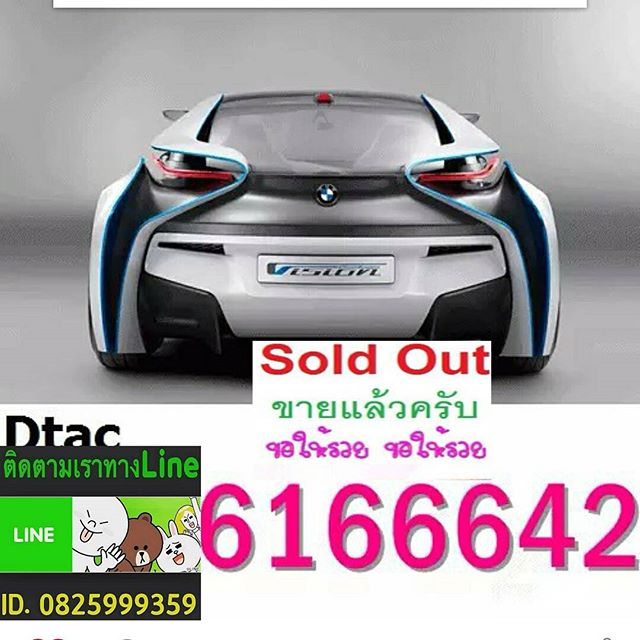 Vision
Sold Out
ขายแล้วครับ
ขอให้รวย ขอให้รวย
Dtac
ติดตามเราทางLine
LINE
ID. 0825999359
6166642